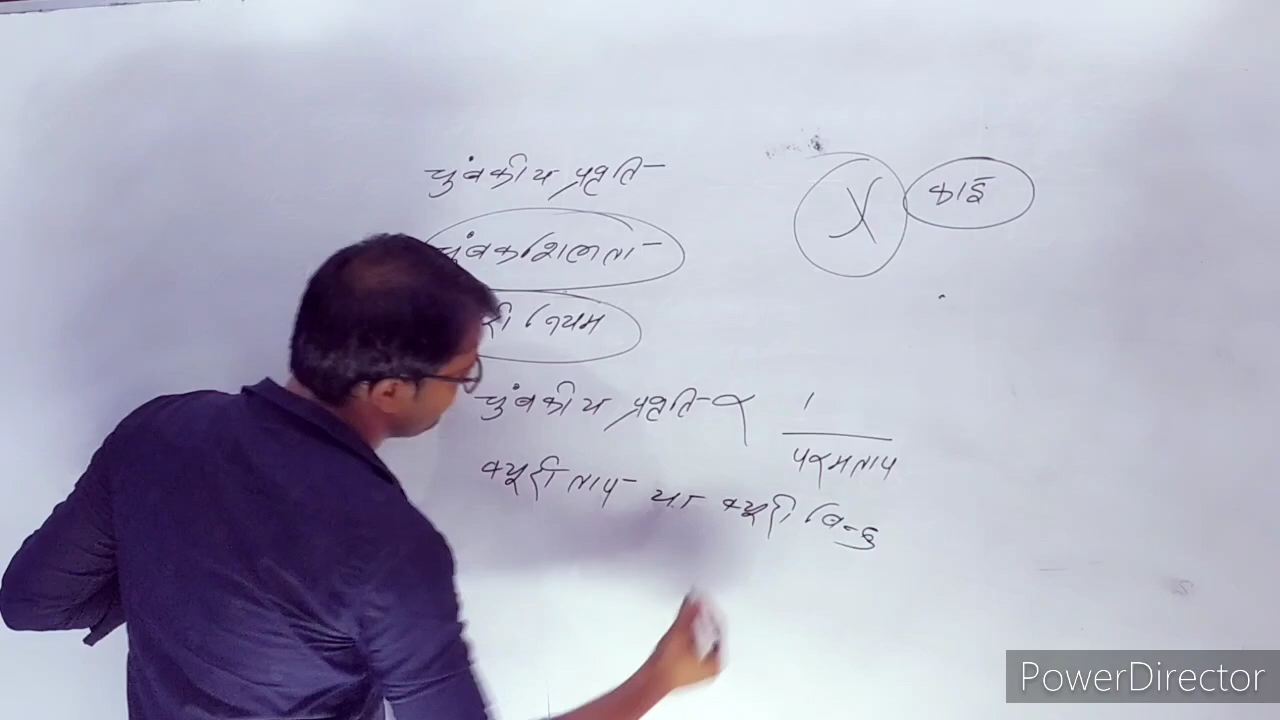 चुंबकीय प्रवृति-
χ काई
चुंबकशिलता-
नियम
चुंबकीय प्रवृति ∝ 1
परमताप
क्यूरी ताप या क्यूरी बिन्दु
PowerDirector